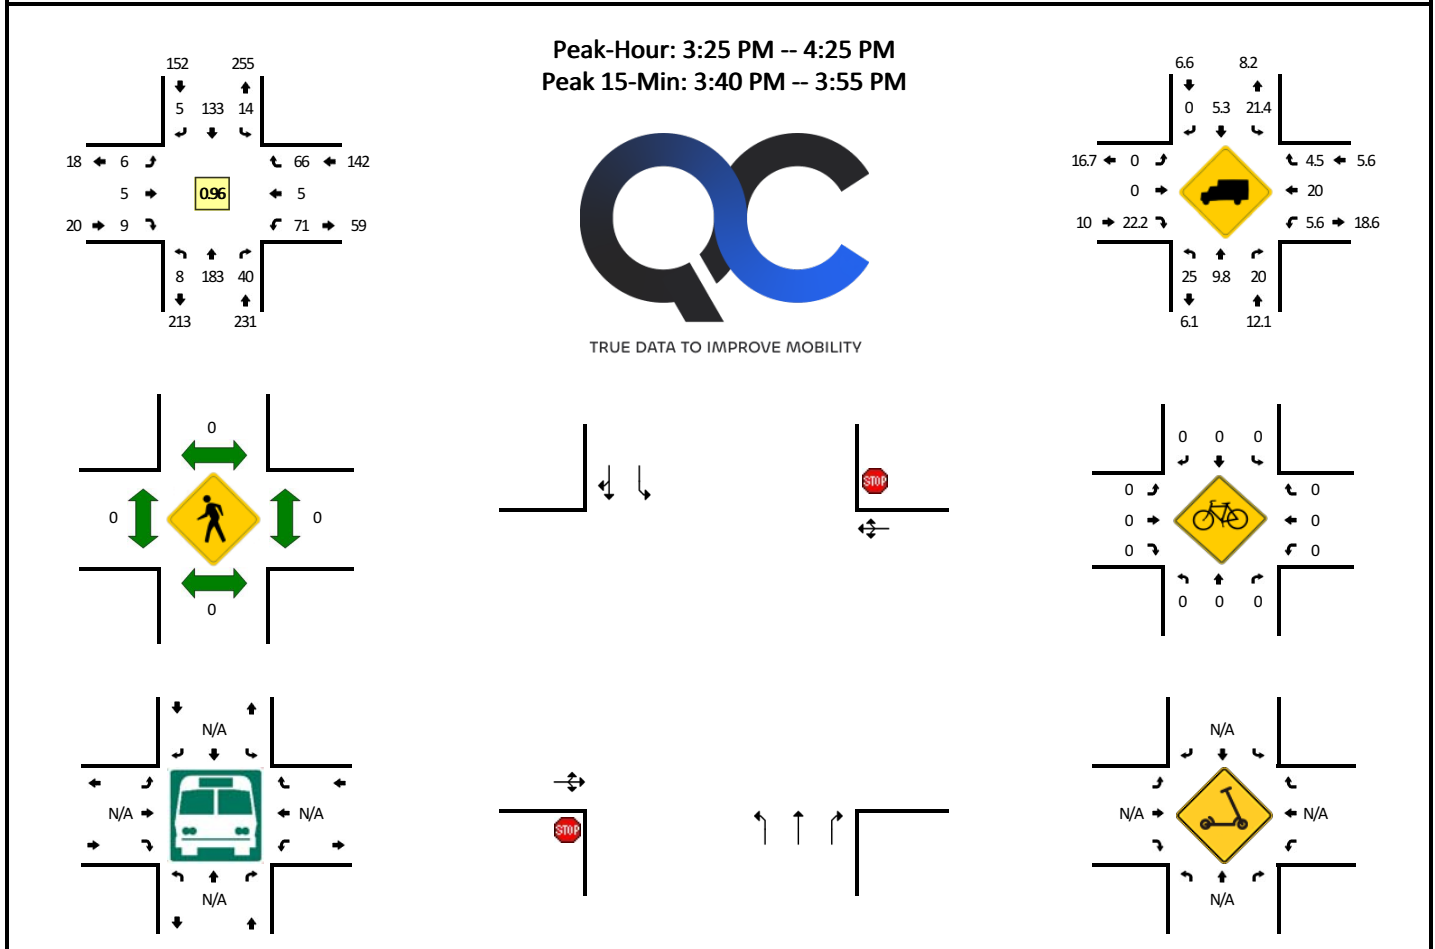 Peak-Hour: 3:25 PM -- 4:25 PM
Peak 15-Min: 3:40 PM -- 3:55 PM
152 255
5 133 14
18 6 66 142
5 0.96 5
20 9 71 59
8 183 40
213 231
TRUE DATA TO IMPROVE MOBILITY
6.6 8.2
0 5.3 21.4
16.7 0 4.5 5.6
0 20
10 22.2 5.6 18.6
25 9.8 20
6.1 12.1
0
0 0
0
STOP
STOP
0 0 0
0 0
0 0
0 0
0 0 0
N/A
N/A N/A
N/A
N/A
N/A N/A
N/A